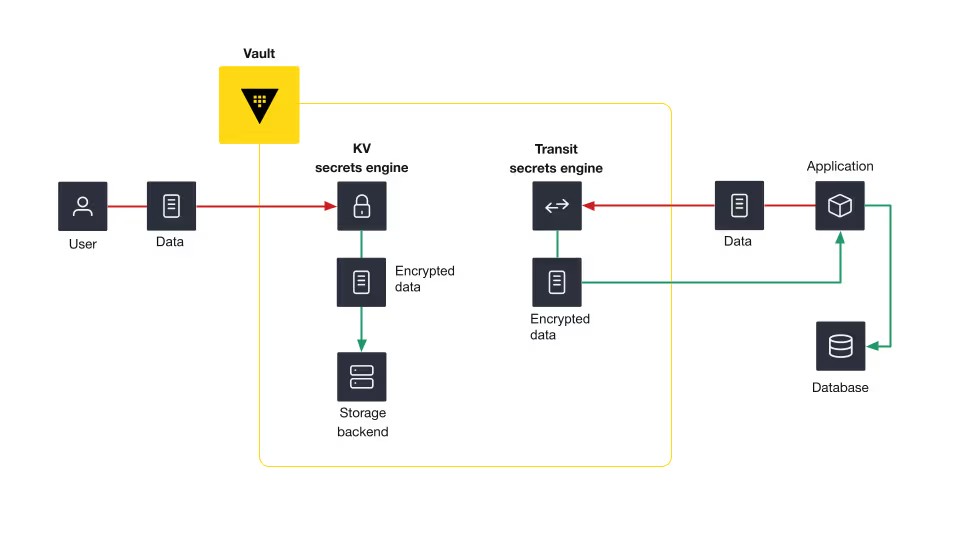 Vault
KV
secrets engine
Transit
secrets engine
Application
User
Data
Data
Encrypted
data
Encrypted
data
Database
Storage
backend